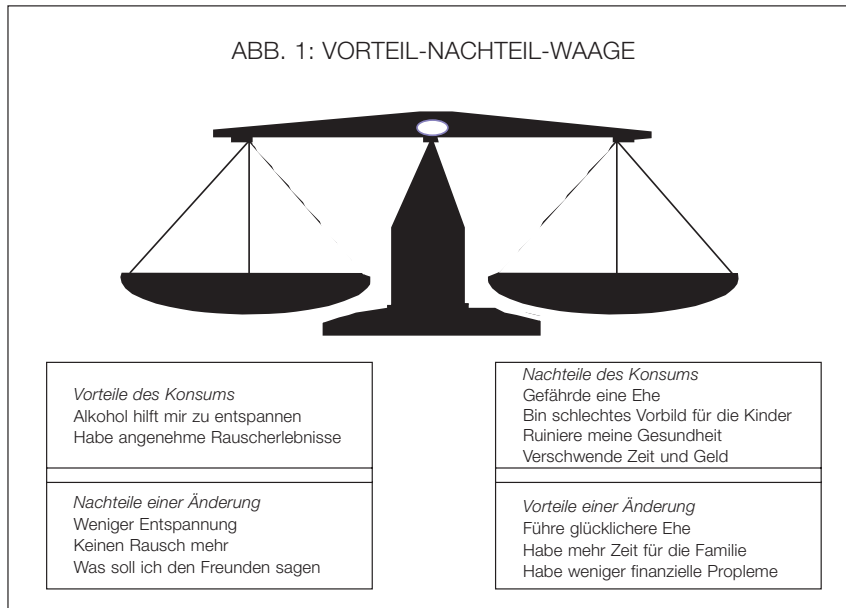 ABB. 1: VORTEIL-NACHTEIL-WAAGE
Vorteile des Konsums
Alkohol hilft mir zu entspannen
Habe angenehme Rauscherlebnisse
Nachteile einer Änderung
Weniger Entspannung
Keinen Rausch mehr
Was soll ich den Freunden sagen
Nachteile des Konsums
Gefährde eine Ehe
Bin schlechtes Vorbild für die Kinder
Ruiniere meine Gesundheit
Verschwende Zeit und Geld
Vorteile einer Änderung
Führe glücklichere Ehe
Habe mehr Zeit für die Familie
Habe weniger finanzielle Propleme